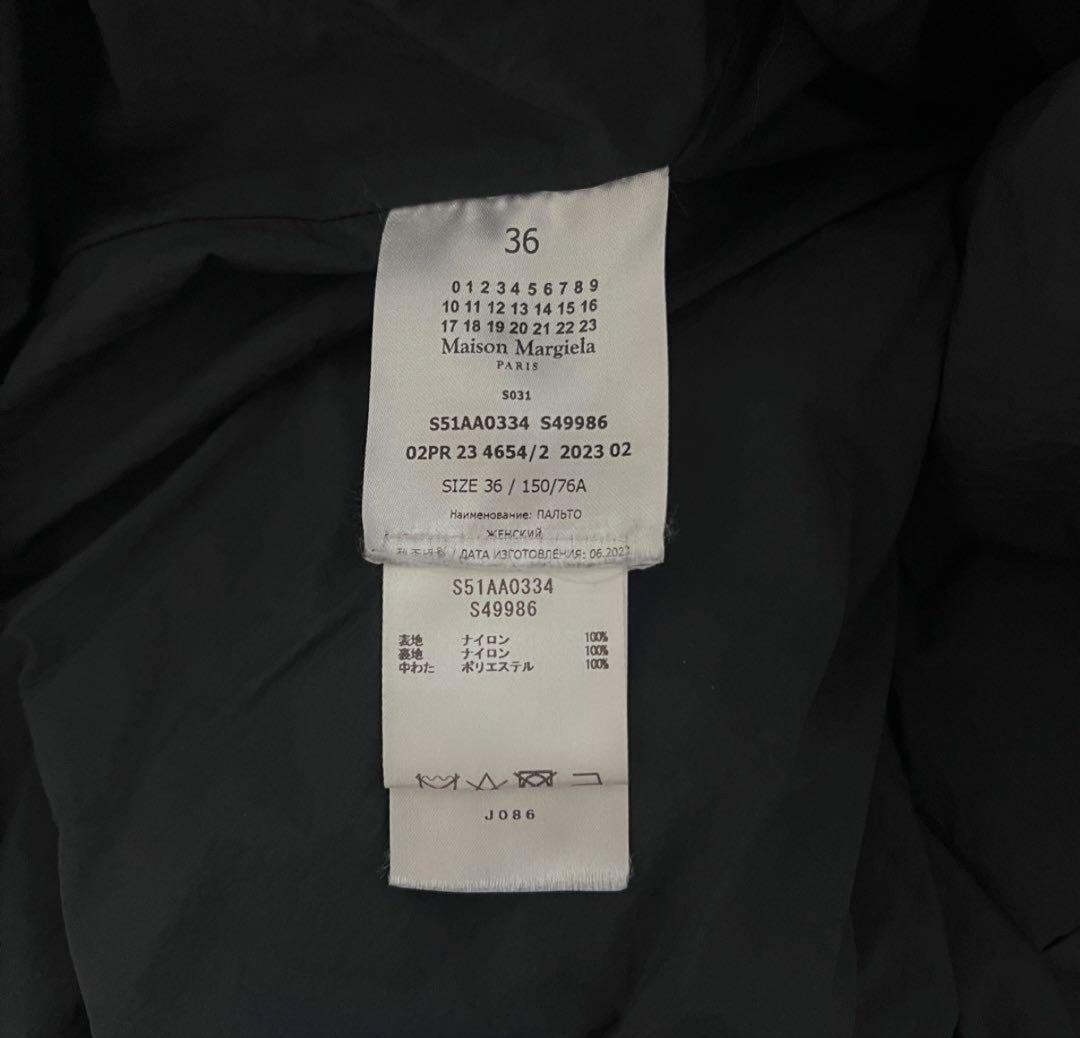 36
0 1 2 3 4 5 6 7 8 9
10 11 12 13 14 15 16
17 18 19 20 21 22 23
Maison Margiela
PARIS
S031
S51AA0334 S49986
02PR 23 4654/2 2023 02
SIZE 36 / 150/76A
Наименование: ПАЛЬТО
ЖЕНСКИЙ
/ ДАТА ИЗГОТОВЛЕНИЯ:
S51AA0334
S49986
表地 ナイロン 100%
裏地 ナイロン 100%
中わた ポリエステル 100%
J086